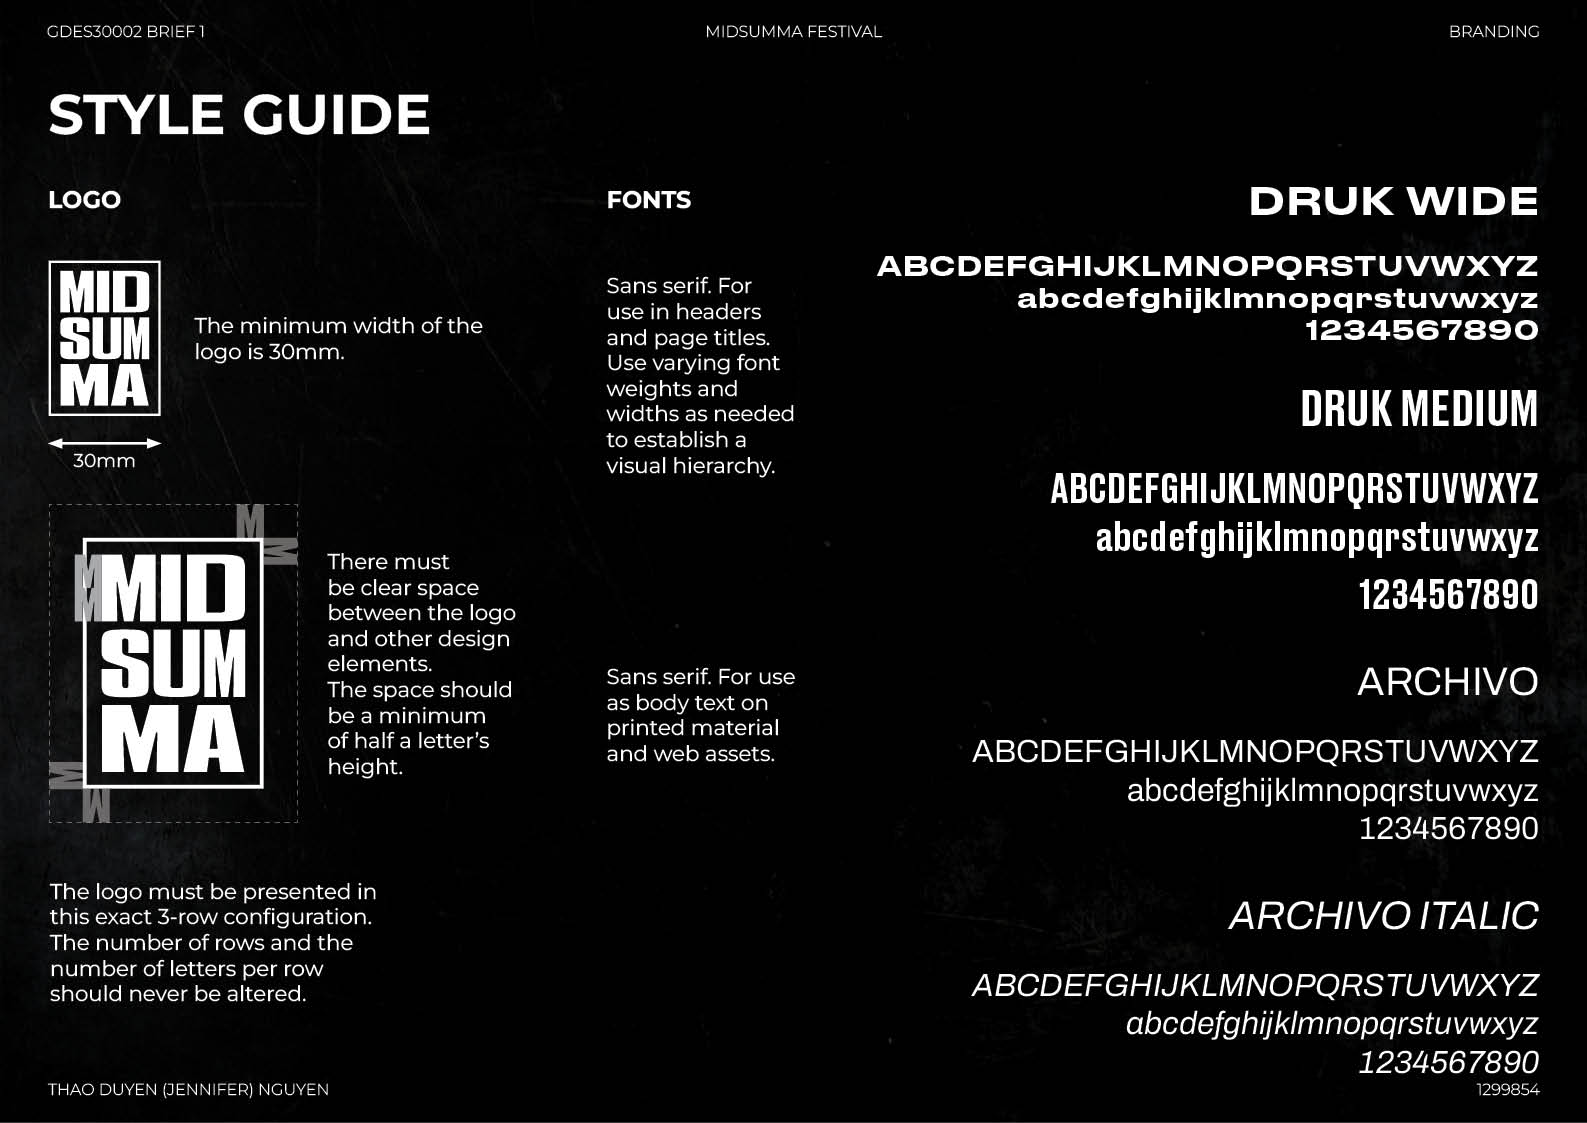 GDES30002 BRIEF 1
MIDSUMMA FESTIVAL
BRANDING
STYLE GUIDE
LOGO
MID
SUM
MA
The minimum width of the
logo is 30mm.
30mm
M
M
M
M
MID
SUM
MA
M
M
There must
be clear space
between the logo
and other design
elements.
The space should
be a minimum
of half a letter’s
height.
The logo must be presented in
this exact 3-row configuration.
The number of rows and the
number of letters per row
should never be altered.
FONTS
Sans serif. For
use in headers
and page titles.
Use varying font
weights and
widths as needed
to establish a
visual hierarchy.
Sans serif. For use
as body text on
printed material
and web assets.
DRUK WIDE
ABCDEFGHIJKLMNOPQRSTUVWXYZ
abcdefghijklmnopqrstuvwxyz
1234567890
DRUK MEDIUM
ABCDEFGHIJKLMNOPQRSTUVWXYZ
abcdefghijklmnopqrstuvwxyz
1234567890
ARCHIVO
ABCDEFGHIJKLMNOPQRSTUVWXYZ
abcdefghijklmnopqrstuvwxyz
1234567890
ARCHIVO ITALIC
ABCDEFGHIJKLMNOPQRSTUVWXYZ
abcdefghijklmnopqrstuvwxyz
1234567890
THAO DUYEN (JENNIFER) NGUYEN
1299854